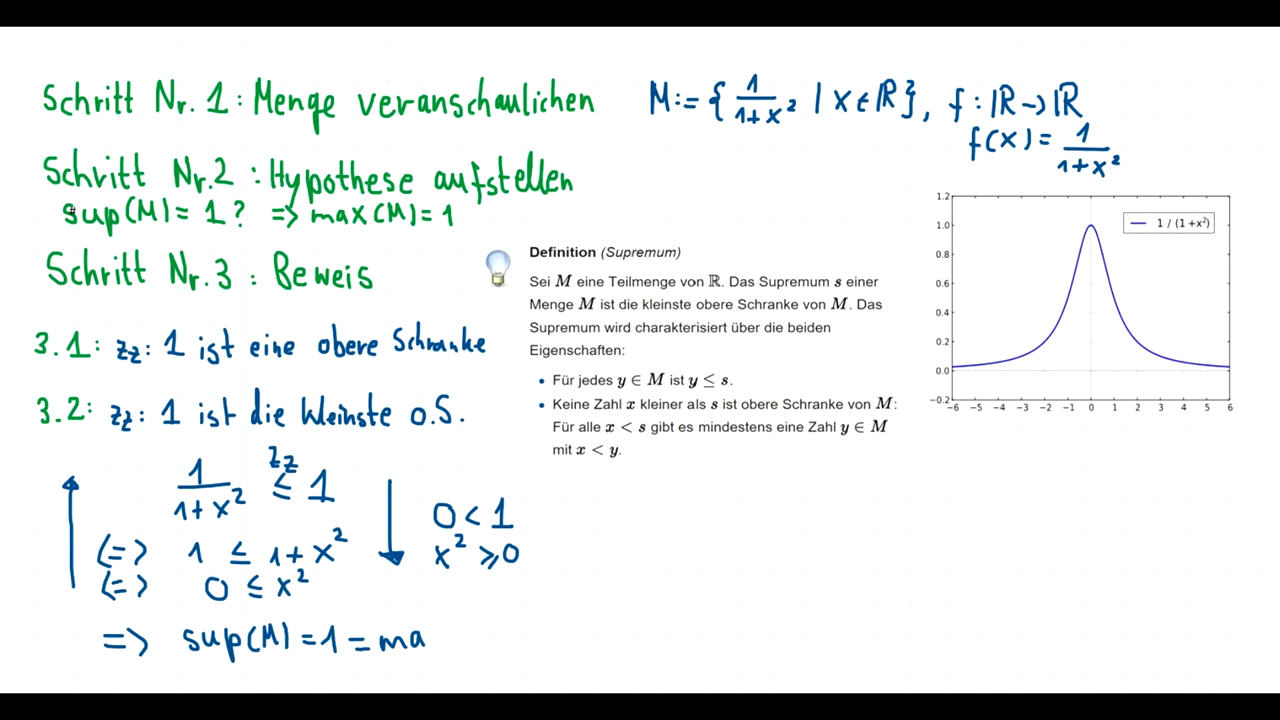 Schritt Nr. 1: Menge veranschaulichen
Schritt Nr. 2: Hypothese aufstellen
sup(M) = 1? => max(M) = 1
Schritt Nr. 3: Beweis
3.1: zz: 1 ist eine obere Schranke
3.2: zz: 1 ist die kleinste o.S.
zz
1/(1+x²) ≤ 1
<=> 1 ≤ 1+x²
<=> 0 ≤ x²
=> sup(M) = 1 = ma
0 < 1
x² ≥ 0
M := { 1/(1+x²) | x ∈ ℝ }, f: ℝ → ℝ
f(x) = 1/(1+x²)
Definition (Supremum)
Sei M eine Teilmenge von ℝ. Das Supremum s einer
Menge M ist die kleinste obere Schranke von M. Das
Supremum wird charakterisiert über die beiden
Eigenschaften:
• Für jedes y ∈ M ist y ≤ s.
• Keine Zahl x kleiner als s ist obere Schranke von M:
Für alle x < s gibt es mindestens eine Zahl y ∈ M
mit x < y.
1 / (1+x²)
1.2
1.0
0.8
0.6
0.4
0.2
0.0
−0.2
−6 −5 −4 −3 −2 −1 0 1 2 3 4 5 6